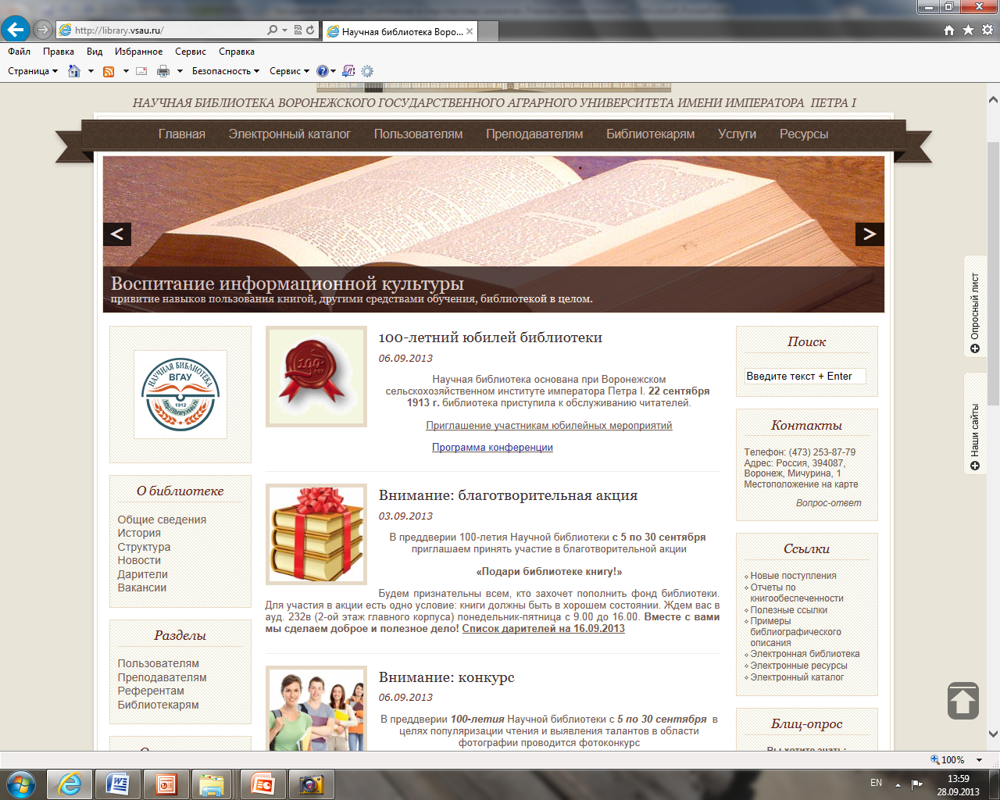 http://library.vsau.ru/
Научная библиотека Воро...
Файл Правка Вид Избранное Сервис Справка
Страница Безопасность Сервис
НАУЧНАЯ БИБЛИОТЕКА ВОРОНЕЖСКОГО ГОСУДАРСТВЕННОГО АГРАРНОГО УНИВЕРСИТЕТА ИМЕНИ ИМПЕРАТОРА ПЕТРА I
Главная Электронный каталог Пользователям Преподавателям Библиотекарям Услуги Ресурсы
< >
Воспитание информационной культуры
привитие навыков пользования книгой, другими средствами обучения, библиотекой в целом.
НАУЧНАЯ БИБЛИОТЕКА
ВГАУ
1912
http://library.vsau.ru
О библиотеке
Общие сведения
История
Структура
Новости
Дарители
Вакансии
Разделы
Пользователям
Преподавателям
Референтам
Библиотекарям
100
лет
100-летний юбилей библиотеки
06.09.2013
Научная библиотека основана при Воронежском
сельскохозяйственном институте императора Петра I. 22 сентября
1913 г. библиотека приступила к обслуживанию читателей.
Приглашение участникам юбилейных мероприятий
Программа конференции
Внимание: благотворительная акция
03.09.2013
В преддверии 100-летия Научной библиотеки с 5 по 30 сентября
приглашаем принять участие в благотворительной акции
«Подари библиотеке книгу!»
Будем признательны всем, кто захочет пополнить фонд библиотеки.
Для участия в акции есть одно условие: книги должны быть в хорошем состоянии. Ждем вас в
ауд. 232в (2-ой этаж главного корпуса) понедельник-пятница с 9.00 до 16.00. Вместе с вами
мы сделаем доброе и полезное дело! Список дарителей на 16.09.2013
Внимание: конкурс
06.09.2013
В преддверии 100-летия Научной библиотеки с 5 по 30 сентября в
целях популяризации чтения и выявления талантов в области
фотографии проводится фотоконкурс
Поиск
Введите текст + Enter
Контакты
Телефон: (473) 253-87-79
Адрес: Россия, 394087,
Воронеж, Мичурина, 1
Местоположение на карте
Вопрос-ответ
Ссылки
Новые поступления
Отчеты по
книгообеспеченности
Полезные ссылки
Примеры
библиографического
описания
Электронная библиотека
Электронные ресурсы
Электронный каталог
Блиц-опрос
Вы хотите знать:
Опросный лист
Наши сайты
100%
EN
13:59
28.09.2013